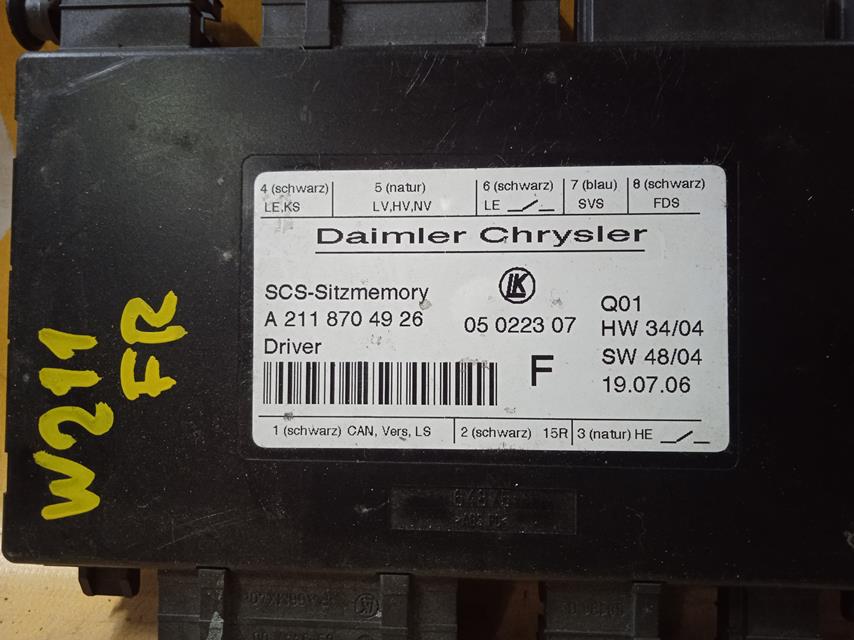 4 (schwarz) 5 (natur) 6 (schwarz) 7 (blau) 8 (schwarz)
LE,KS LV,HV,NV LE SVS FDS
Daimler Chrysler
SCS-Sitzmemory LK Q01
A 211 870 49 26 05 0223 07 HW 34/04
Driver F SW 48/04
19.07.06
1 (schwarz) CAN, Vers, LS 2 (schwarz) 15R 3 (natur) HE
W211
FR